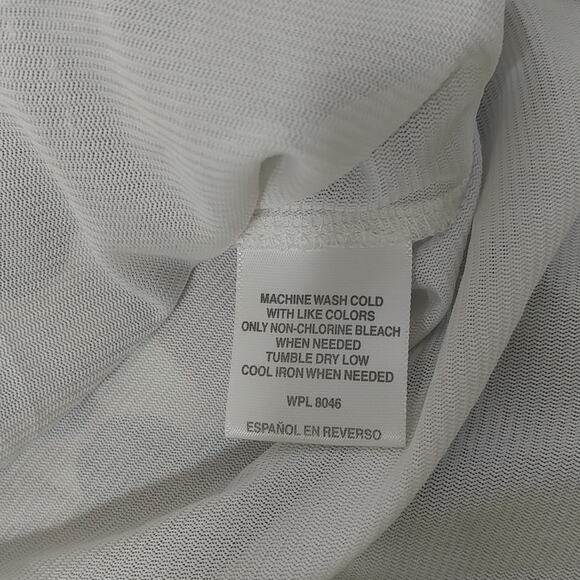 MACHINE WASH COLD
WITH LIKE COLORS
ONLY NON-CHLORINE BLEACH
WHEN NEEDED
TUMBLE DRY LOW
COOL IRON WHEN NEEDED
WPL 8046
ESPAÑOL EN REVERSO